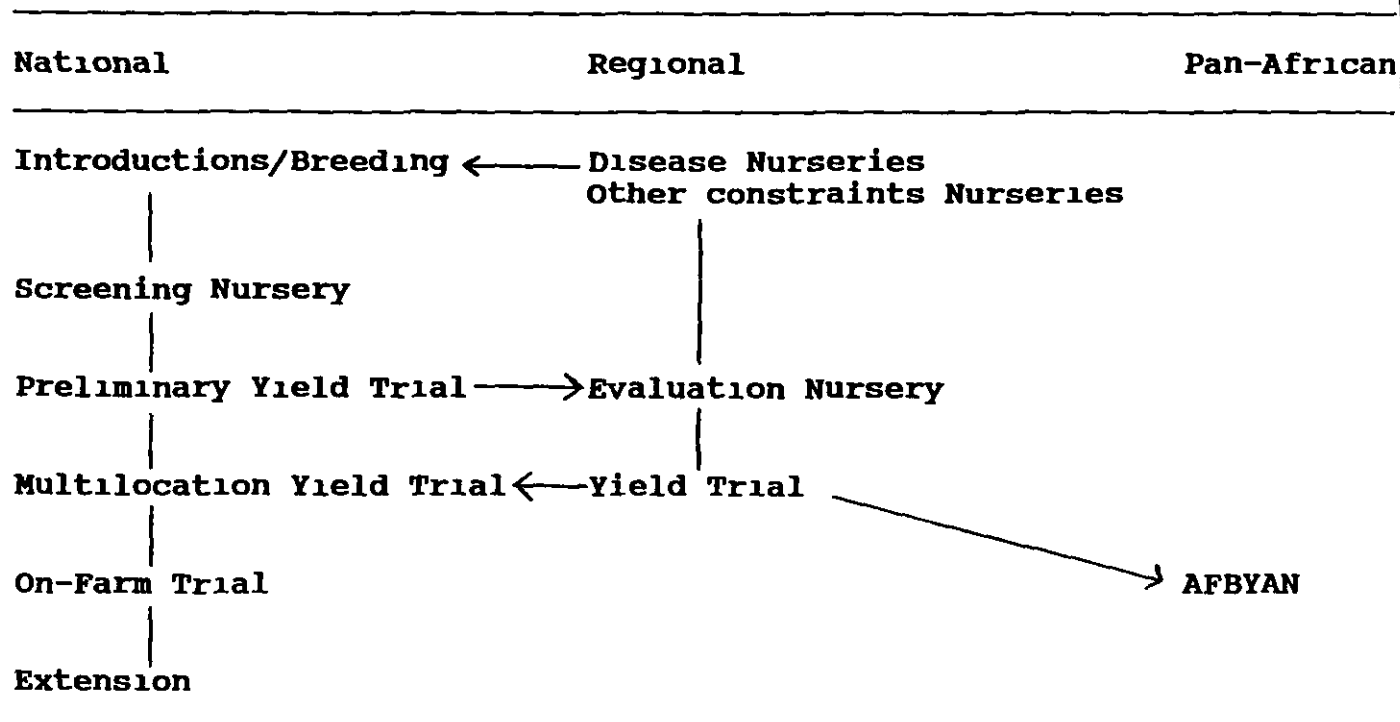 National Regional Pan-African
Introductions/Breeding Disease Nurseries
Other constraints Nurseries
Screening Nursery
Preliminary Yield Trial Evaluation Nursery
Multilocation Yield Trial Yield Trial
On-Farm Trial AFBYAN
Extension